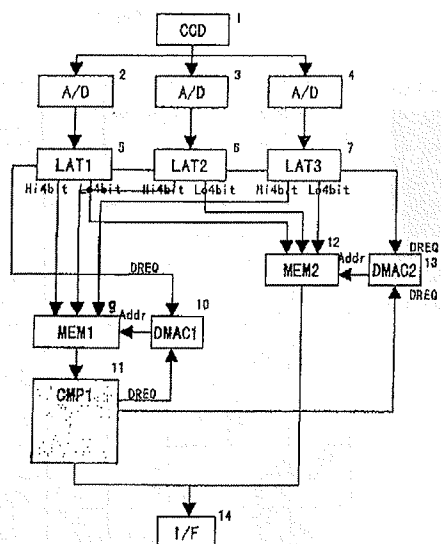 1
CCD
2 3 4
A/D A/D A/D
5 6 7
LAT1 LAT2 LAT3
Hi4bit Lo4bit Hi4bit Lo4bit Hi4bit Lo4bit
12
DREQ
13
MEM2 Addr DMAC2
DREQ
DREQ
9 10
MEM1 Addr DMAC1
11
CMP1 DREQ
14
I/F